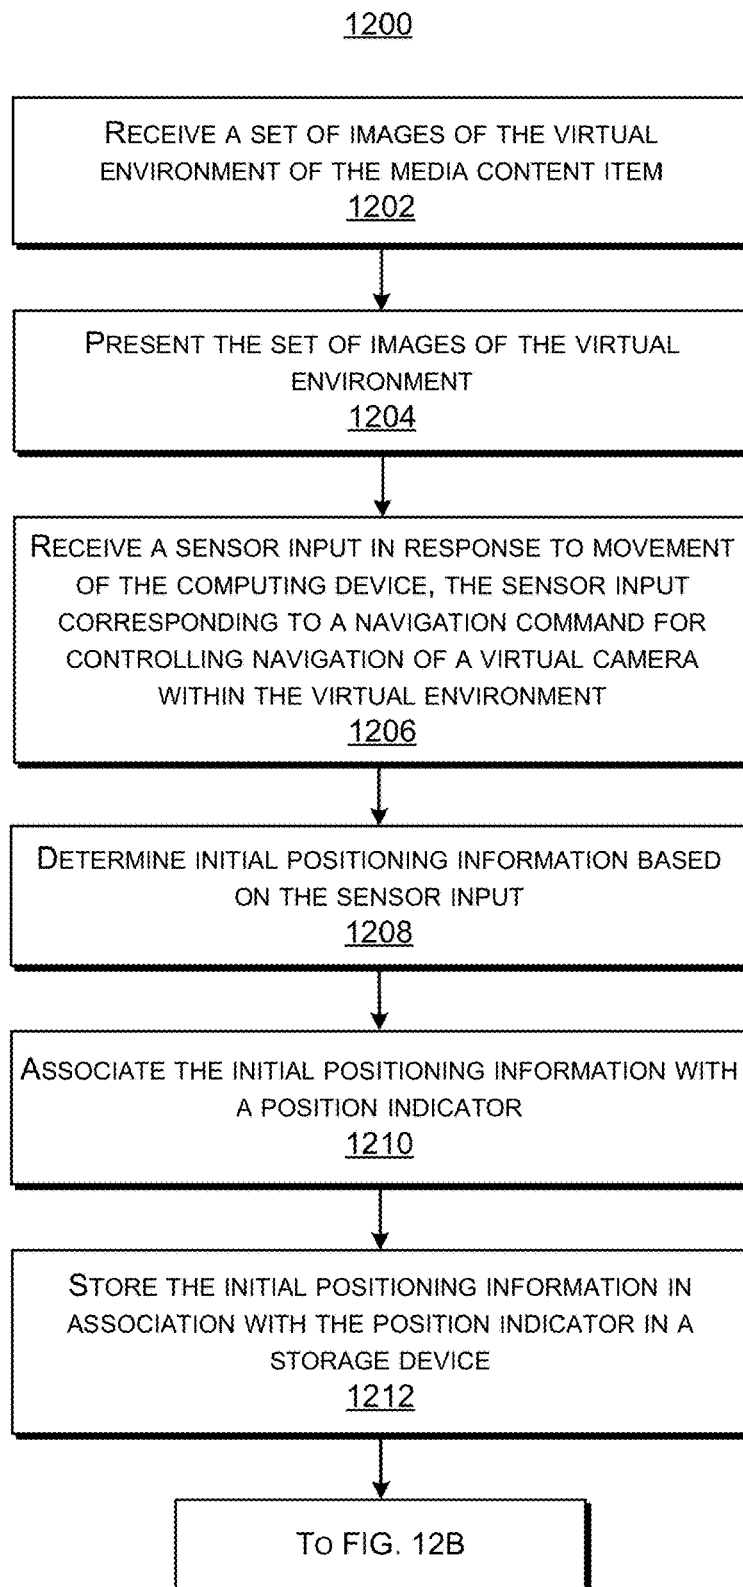 1200
RECEIVE A SET OF IMAGES OF THE VIRTUAL
ENVIRONMENT OF THE MEDIA CONTENT ITEM
1202
PRESENT THE SET OF IMAGES OF THE VIRTUAL
ENVIRONMENT
1204
RECEIVE A SENSOR INPUT IN RESPONSE TO MOVEMENT
OF THE COMPUTING DEVICE, THE SENSOR INPUT
CORRESPONDING TO A NAVIGATION COMMAND FOR
CONTROLLING NAVIGATION OF A VIRTUAL CAMERA
WITHIN THE VIRTUAL ENVIRONMENT
1206
DETERMINE INITIAL POSITIONING INFORMATION BASED
ON THE SENSOR INPUT
1208
ASSOCIATE THE INITIAL POSITIONING INFORMATION WITH
A POSITION INDICATOR
1210
STORE THE INITIAL POSITIONING INFORMATION IN
ASSOCIATION WITH THE POSITION INDICATOR IN A
STORAGE DEVICE
1212
TO FIG. 12B